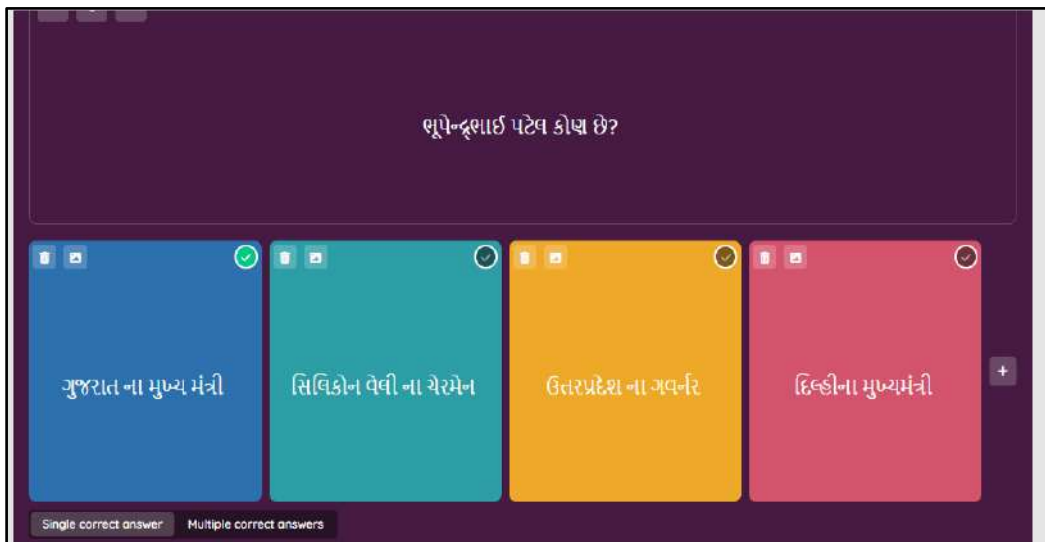 ભૂપેન્દ્રભાઈ પટેલ કોણ છે?
ગુજરાત ના મુખ્ય મંત્રી
સિલિકોન વેલી ના ચેરમેન
ઉત્તરપ્રદેશ ના ગવર્નર
દિલ્હીના મુખ્યમંત્રી
Single correct answer Multiple correct answers